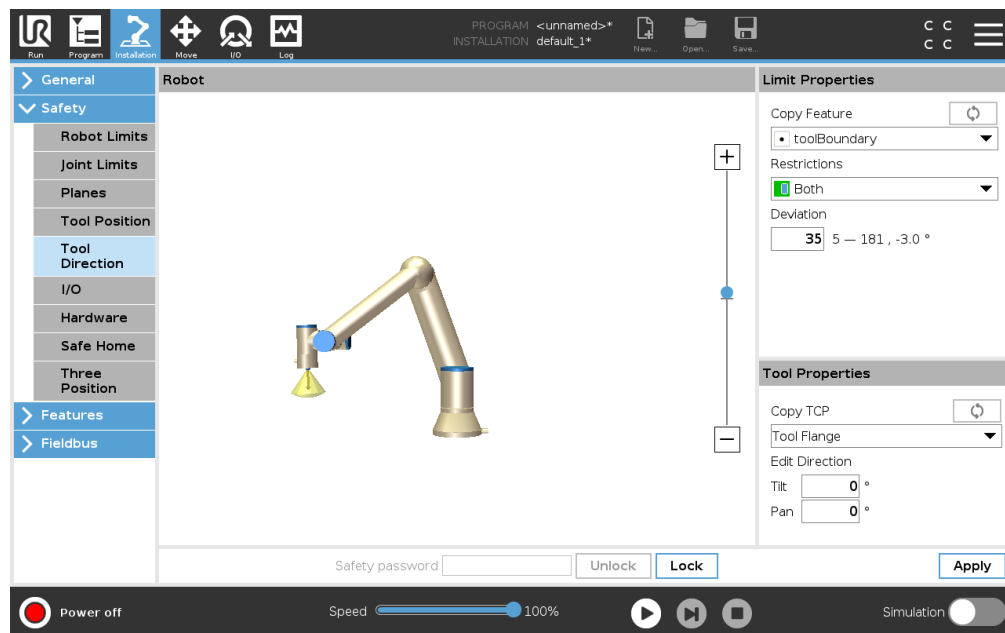 PROGRAM <unnamed>*
INSTALLATION default_1*
Run Program Installation Move I/O Log New... Open... Save...
C C
C C
General
Safety
Robot Limits
Joint Limits
Planes
Tool Position
Tool
Direction
I/O
Hardware
Safe Home
Three
Position
Features
Fieldbus
Robot
Limit Properties
Copy Feature
toolBoundary
Restrictions
Both
Deviation
35 5 — 181 , -3.0 °
Tool Properties
Copy TCP
Tool Flange
Edit Direction
Tilt 0 °
Pan 0 °
Safety password Unlock Lock Apply
Power off Speed 100% Simulation